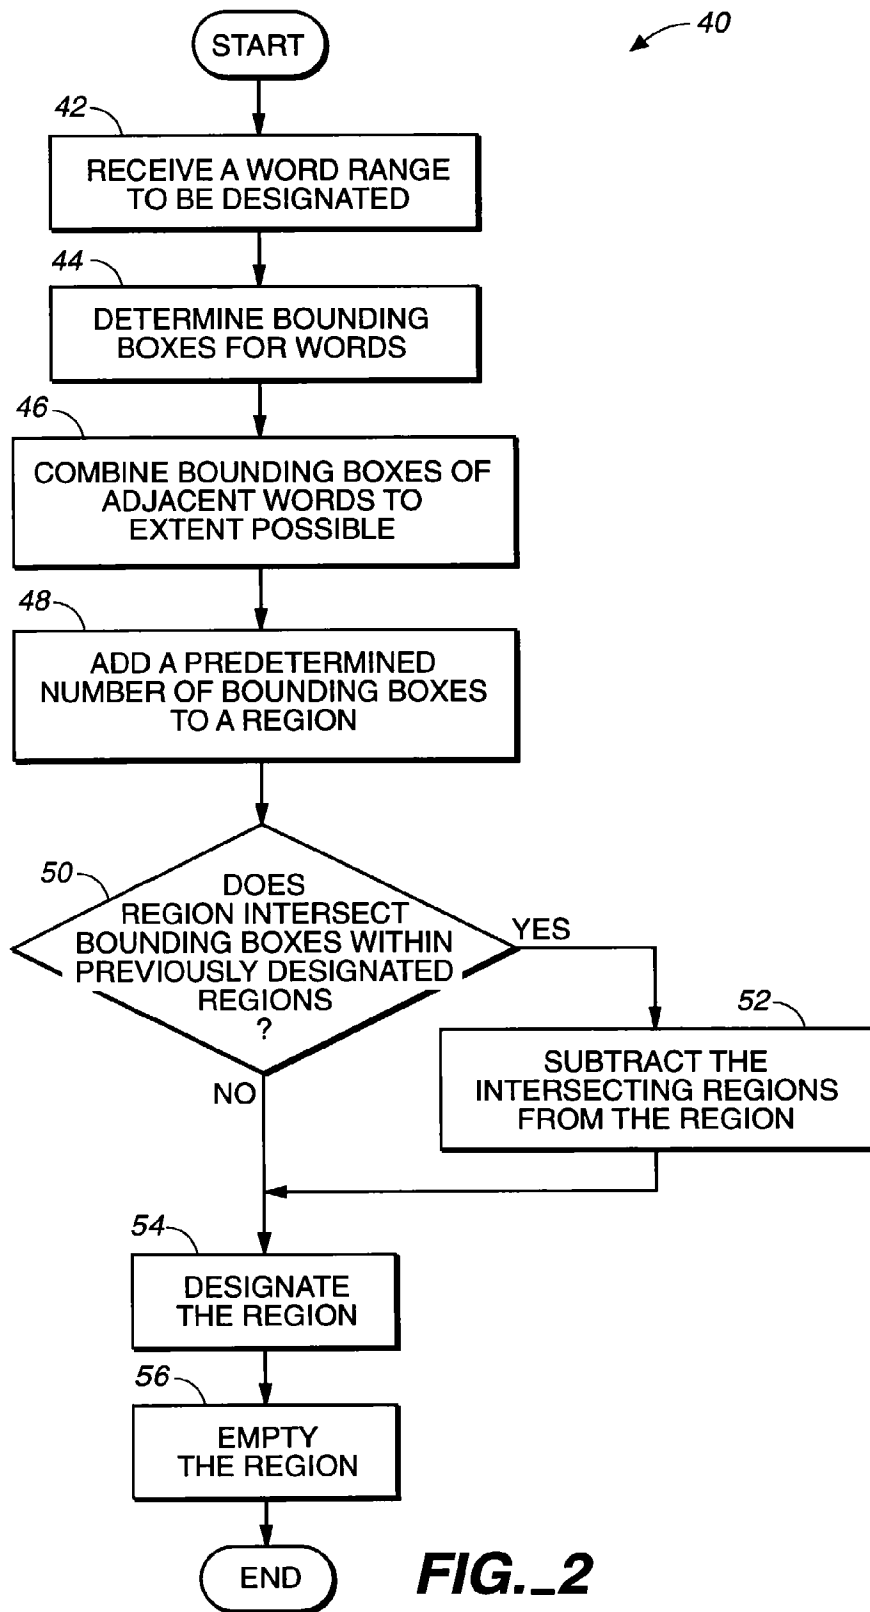 START
40
42
RECEIVE A WORD RANGE
TO BE DESIGNATED
44
DETERMINE BOUNDING
BOXES FOR WORDS
46
COMBINE BOUNDING BOXES OF
ADJACENT WORDS TO
EXTENT POSSIBLE
48
ADD A PREDETERMINED
NUMBER OF BOUNDING BOXES
TO A REGION
50
DOES
REGION INTERSECT
BOUNDING BOXES WITHIN
PREVIOUSLY DESIGNATED
REGIONS
?
YES
52
SUBTRACT THE
INTERSECTING REGIONS
FROM THE REGION
NO
54
DESIGNATE
THE REGION
56
EMPTY
THE REGION
END
FIG._2